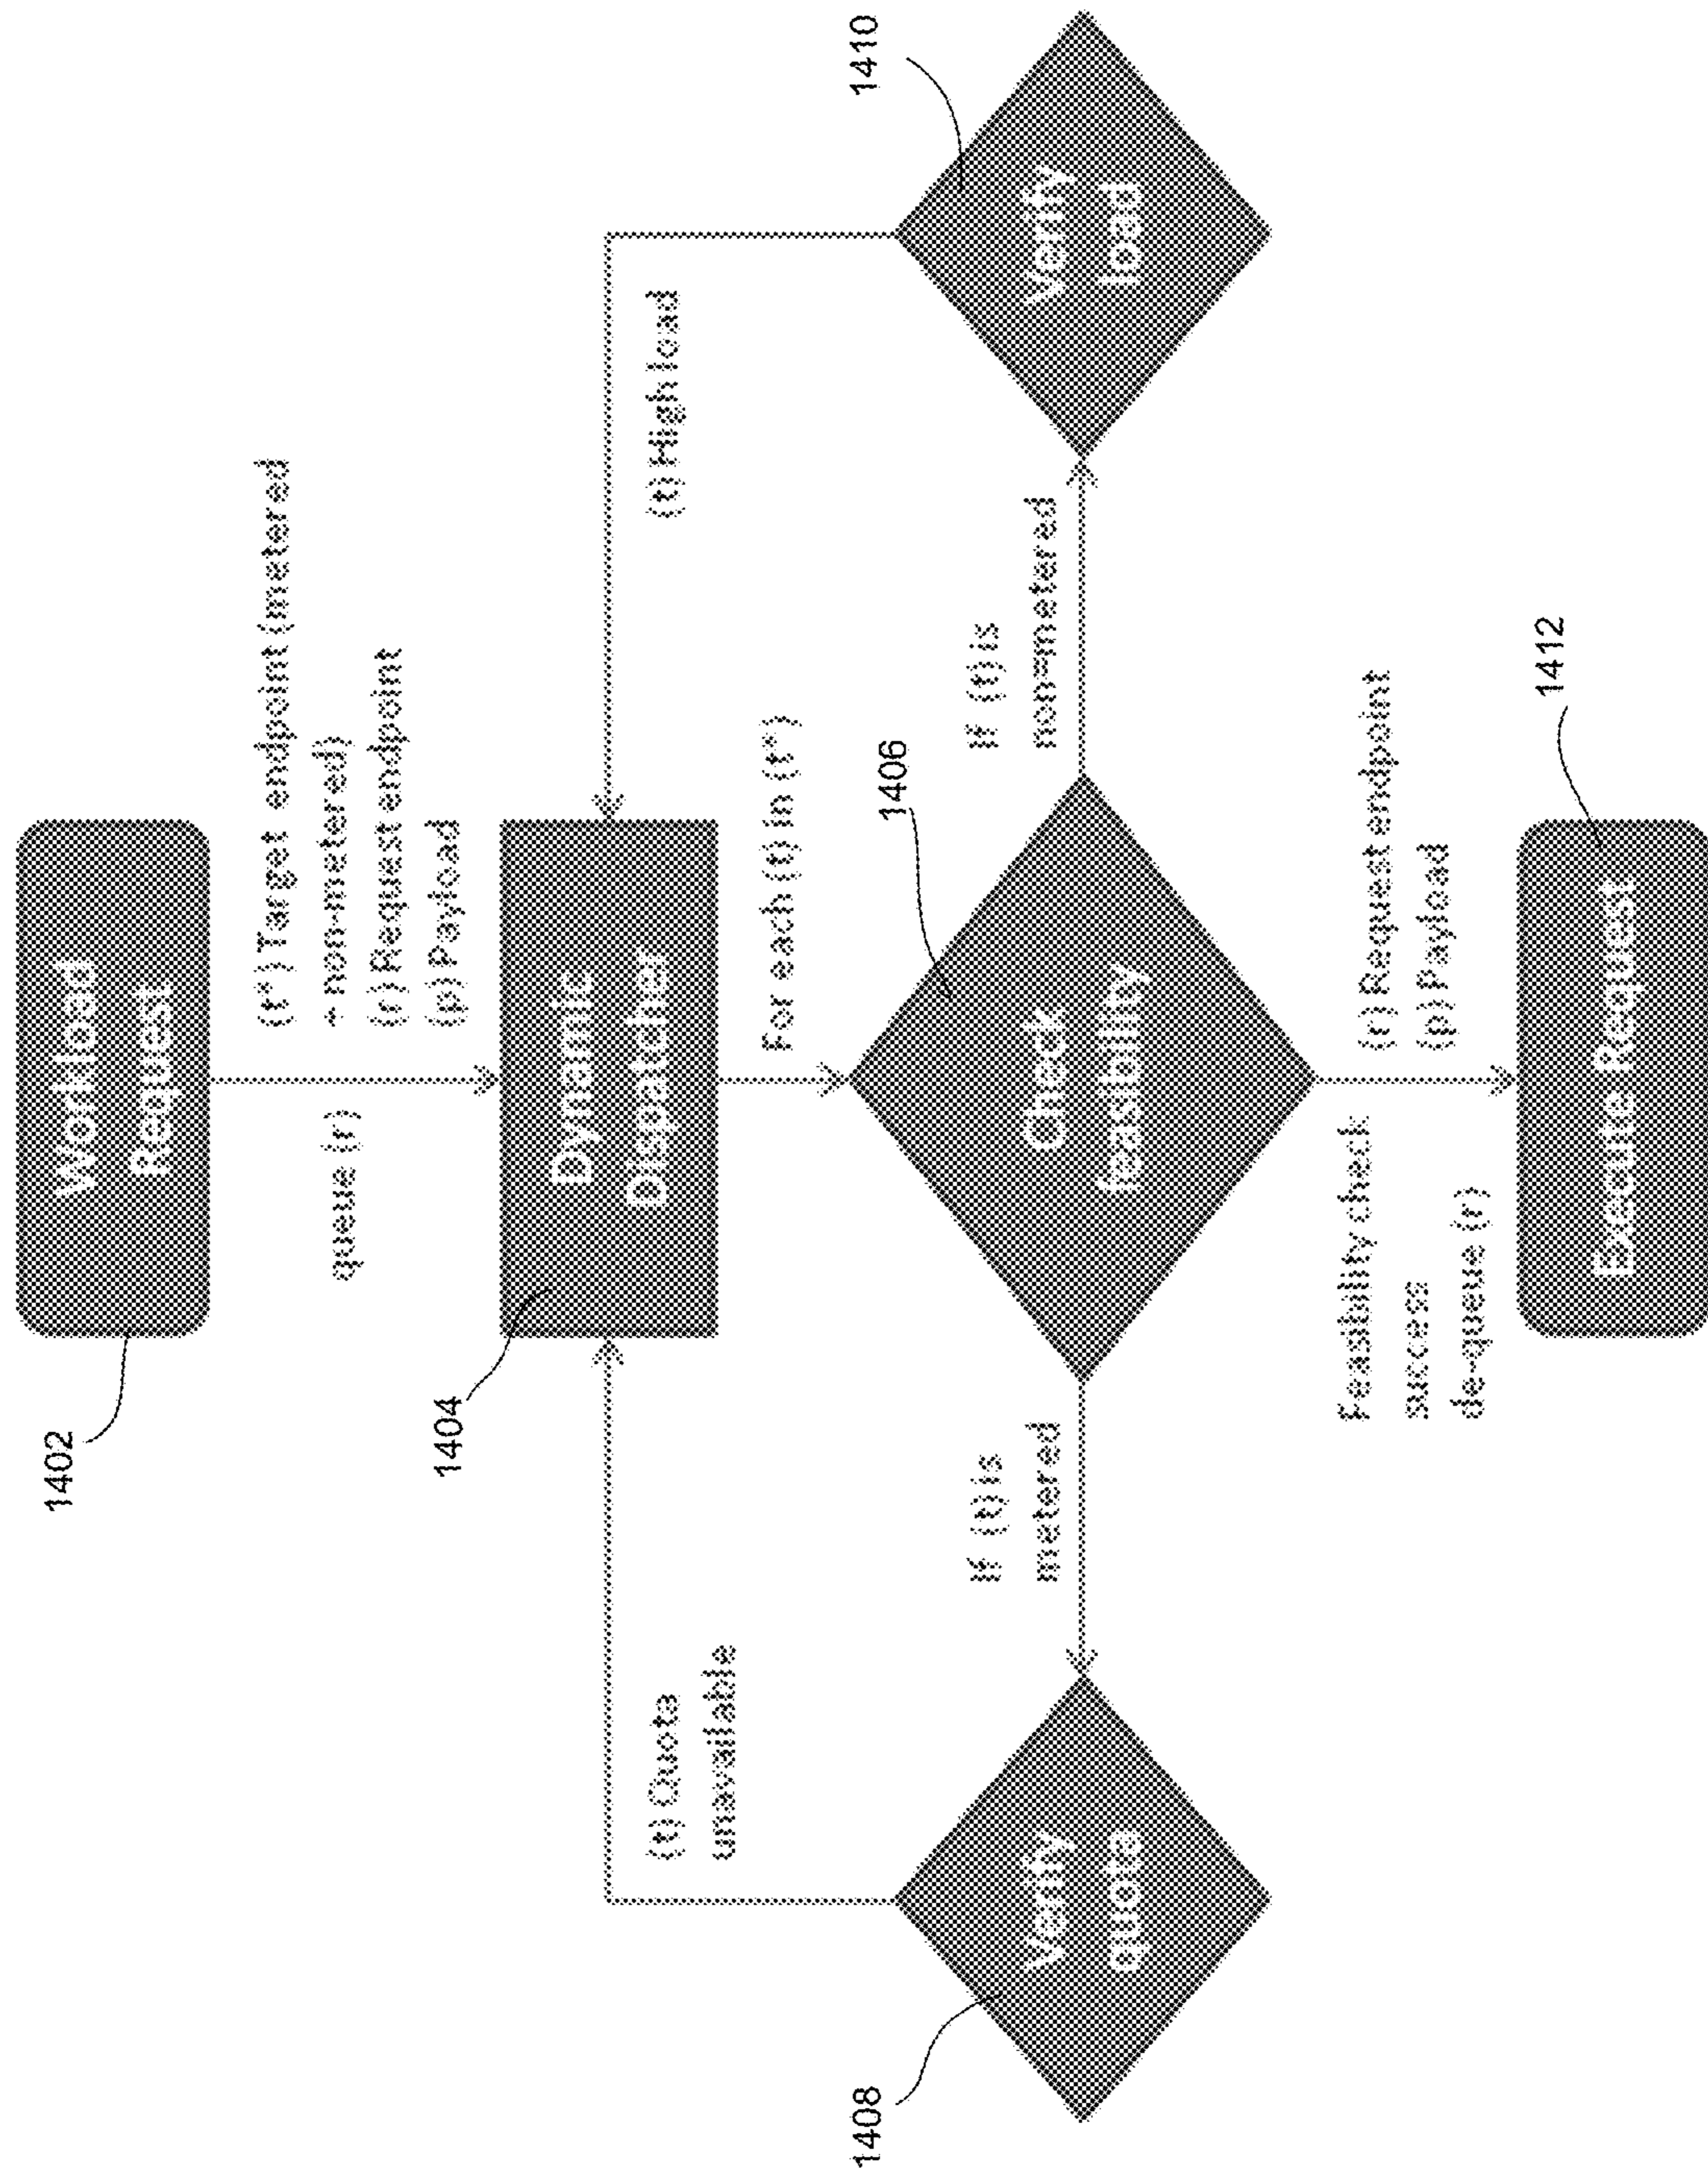 1402
Workload
Request
queue (r)
(t*) Target endpoint (metered
+ non-metered)
(r) Request endpoint
(p) Payload
1404
Dynamic
Dispatcher
(t) Quota
unavailable
(t) High load
For each (t) in (t*)
1406
Check
feasibility
If (t) is
metered
If (t) is
non=metered
1408
Verify
quota
1410
Verify
load
Feasibility check
success
de-queue (r)
(r) Request endpoint
(p) Payload
Execute Request
1412